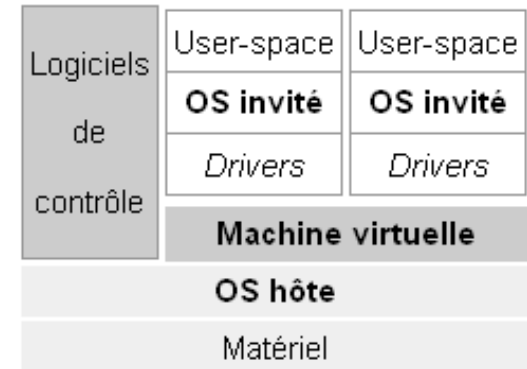 Logiciels
de
contrôle
User-space
User-space
OS invité
OS invité
Drivers
Drivers
Machine virtuelle
OS hôte
Matériel